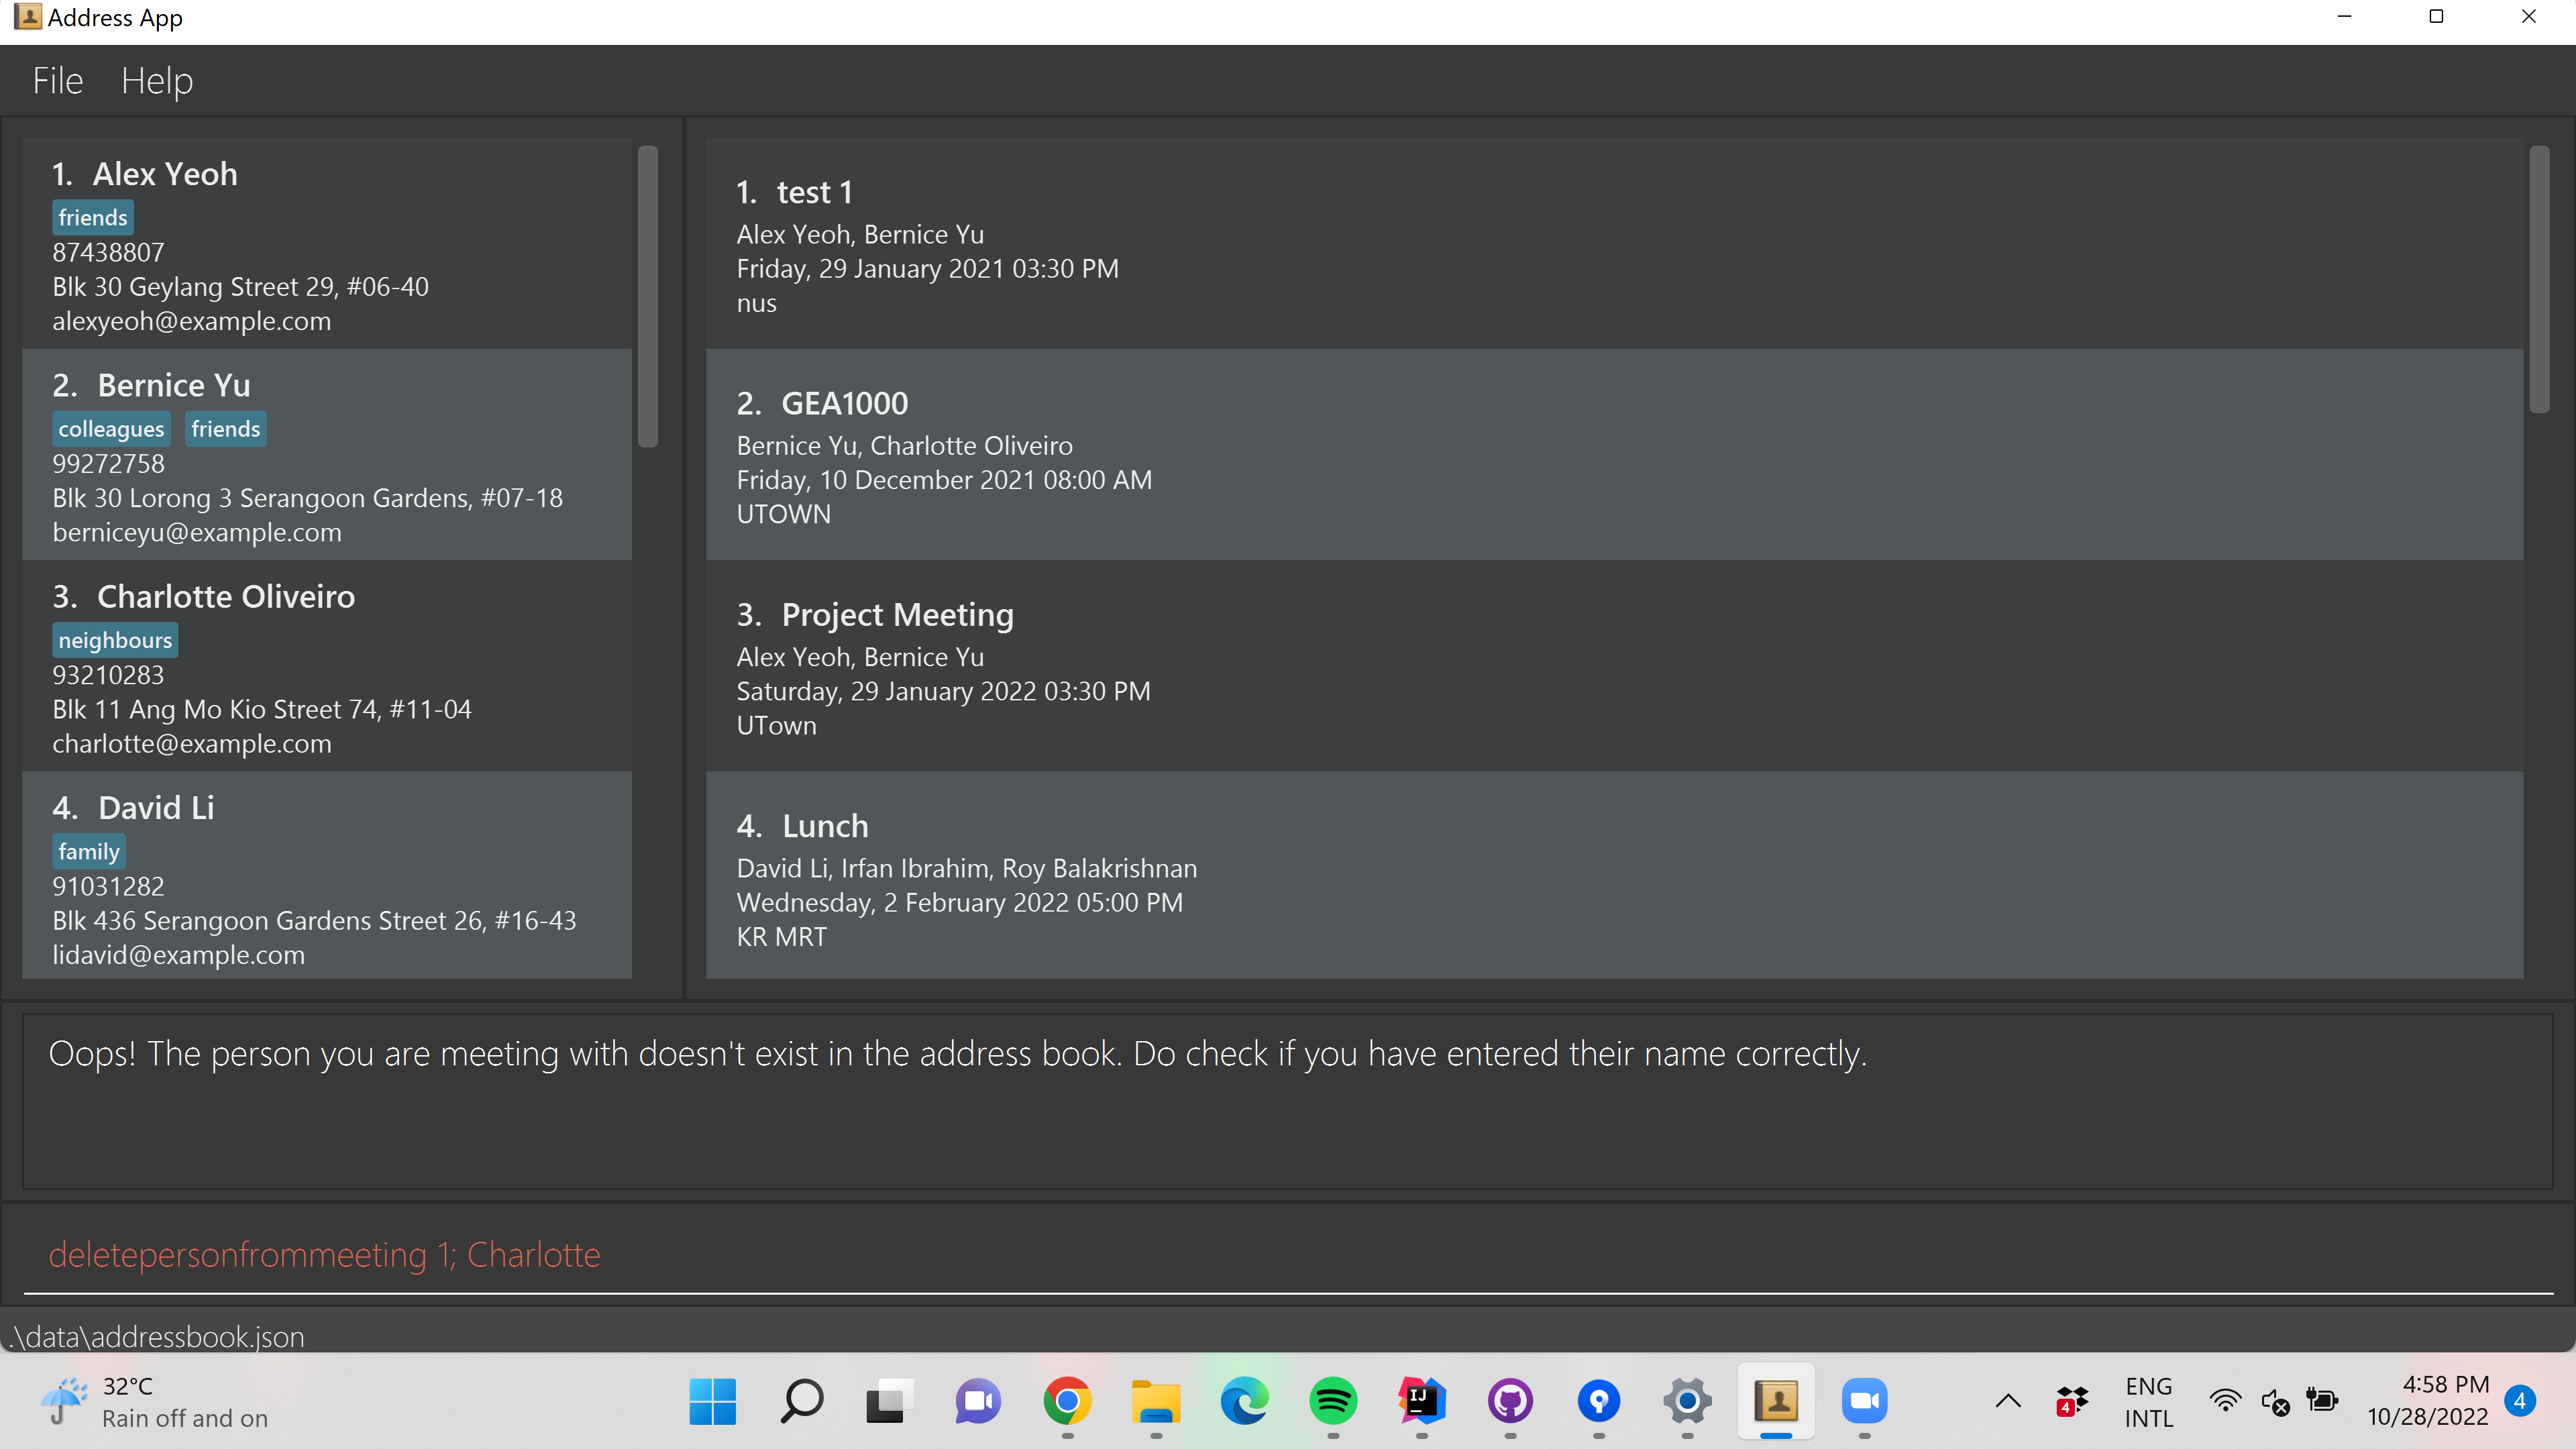 Address App
File Help
1. Alex Yeoh
friends
87438807
Blk 30 Geylang Street 29, #06-40
alexyeoh@example.com
2. Bernice Yu
colleagues friends
99272758
Blk 30 Lorong 3 Serangoon Gardens, #07-18
berniceyu@example.com
3. Charlotte Oliveiro
neighbours
93210283
Blk 11 Ang Mo Kio Street 74, #11-04
charlotte@example.com
4. David Li
family
91031282
Blk 436 Serangoon Gardens Street 26, #16-43
lidavid@example.com
1. test 1
Alex Yeoh, Bernice Yu
Friday, 29 January 2021 03:30 PM
nus
2. GEA1000
Bernice Yu, Charlotte Oliveiro
Friday, 10 December 2021 08:00 AM
UTOWN
3. Project Meeting
Alex Yeoh, Bernice Yu
Saturday, 29 January 2022 03:30 PM
UTown
4. Lunch
David Li, Irfan Ibrahim, Roy Balakrishnan
Wednesday, 2 February 2022 05:00 PM
KR MRT
Oops! The person you are meeting with doesn't exist in the address book. Do check if you have entered their name correctly.
deletepersonfrommeeting 1; Charlotte
.\data\addressbook.json
32°C
Rain off and on
IJ
4
ENG
INTL
4:58 PM
10/28/2022
4